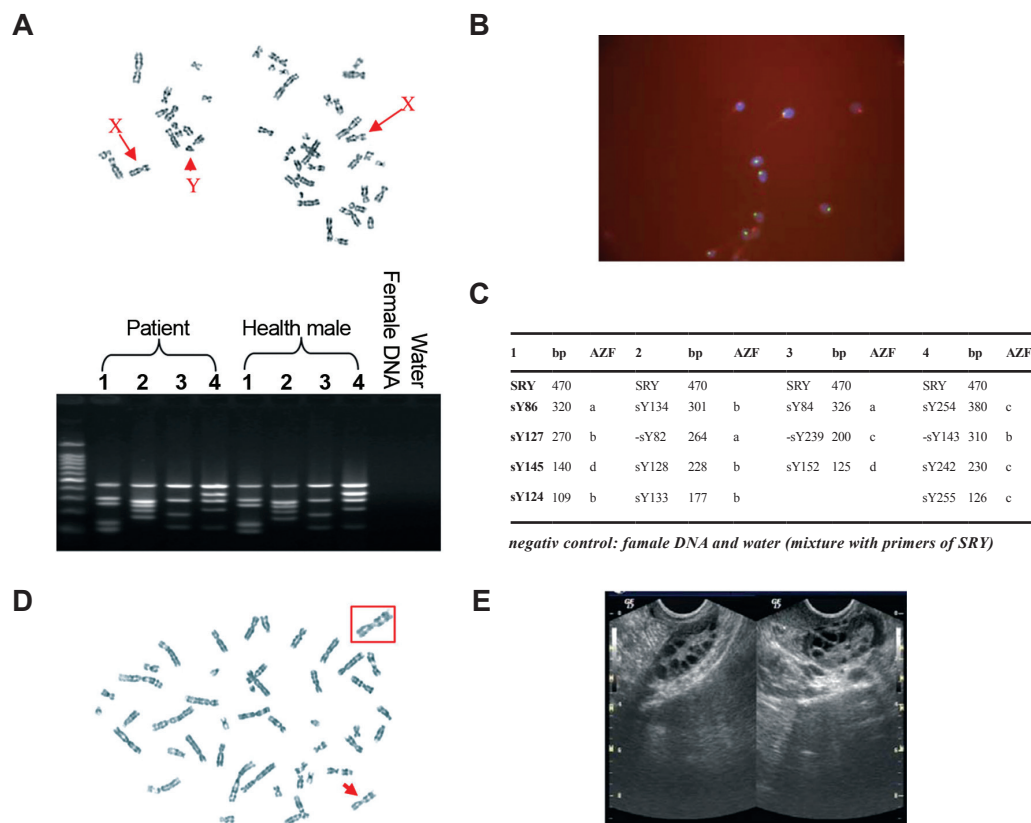 A
X
X
Y
B
Patient
Health male
Female DNA
Water
1 2 3 4 1 2 3 4
C
1 bp AZF 2 bp AZF 3 bp AZF 4 bp AZF
SRY 470 SRY 470 SRY 470 SRY 470
sY86 320 a sY134 301 b sY84 326 a sY254 380 c
sY127 270 b -sY82 264 a -sY239 200 c -sY143 310 b
sY145 140 d sY128 228 b sY152 125 d sY242 230 c
sY124 109 b sY133 177 b sY255 126 c
negativ control: famale DNA and water (mixture with primers of SRY)
D
E